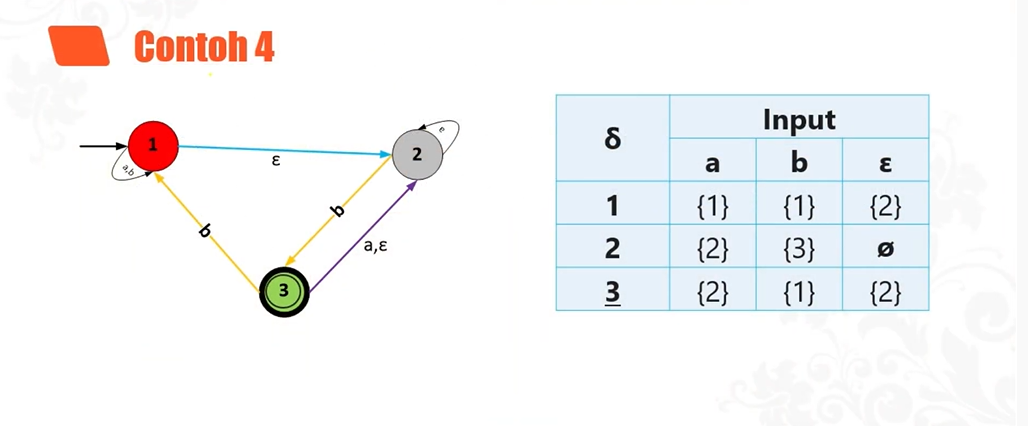 Contoh 4
1
a,b
ε
2
e
b
b
a,ε
3
δ Input
a b ε
1 {1} {1} {2}
2 {2} {3} ø
3 {2} {1} {2}